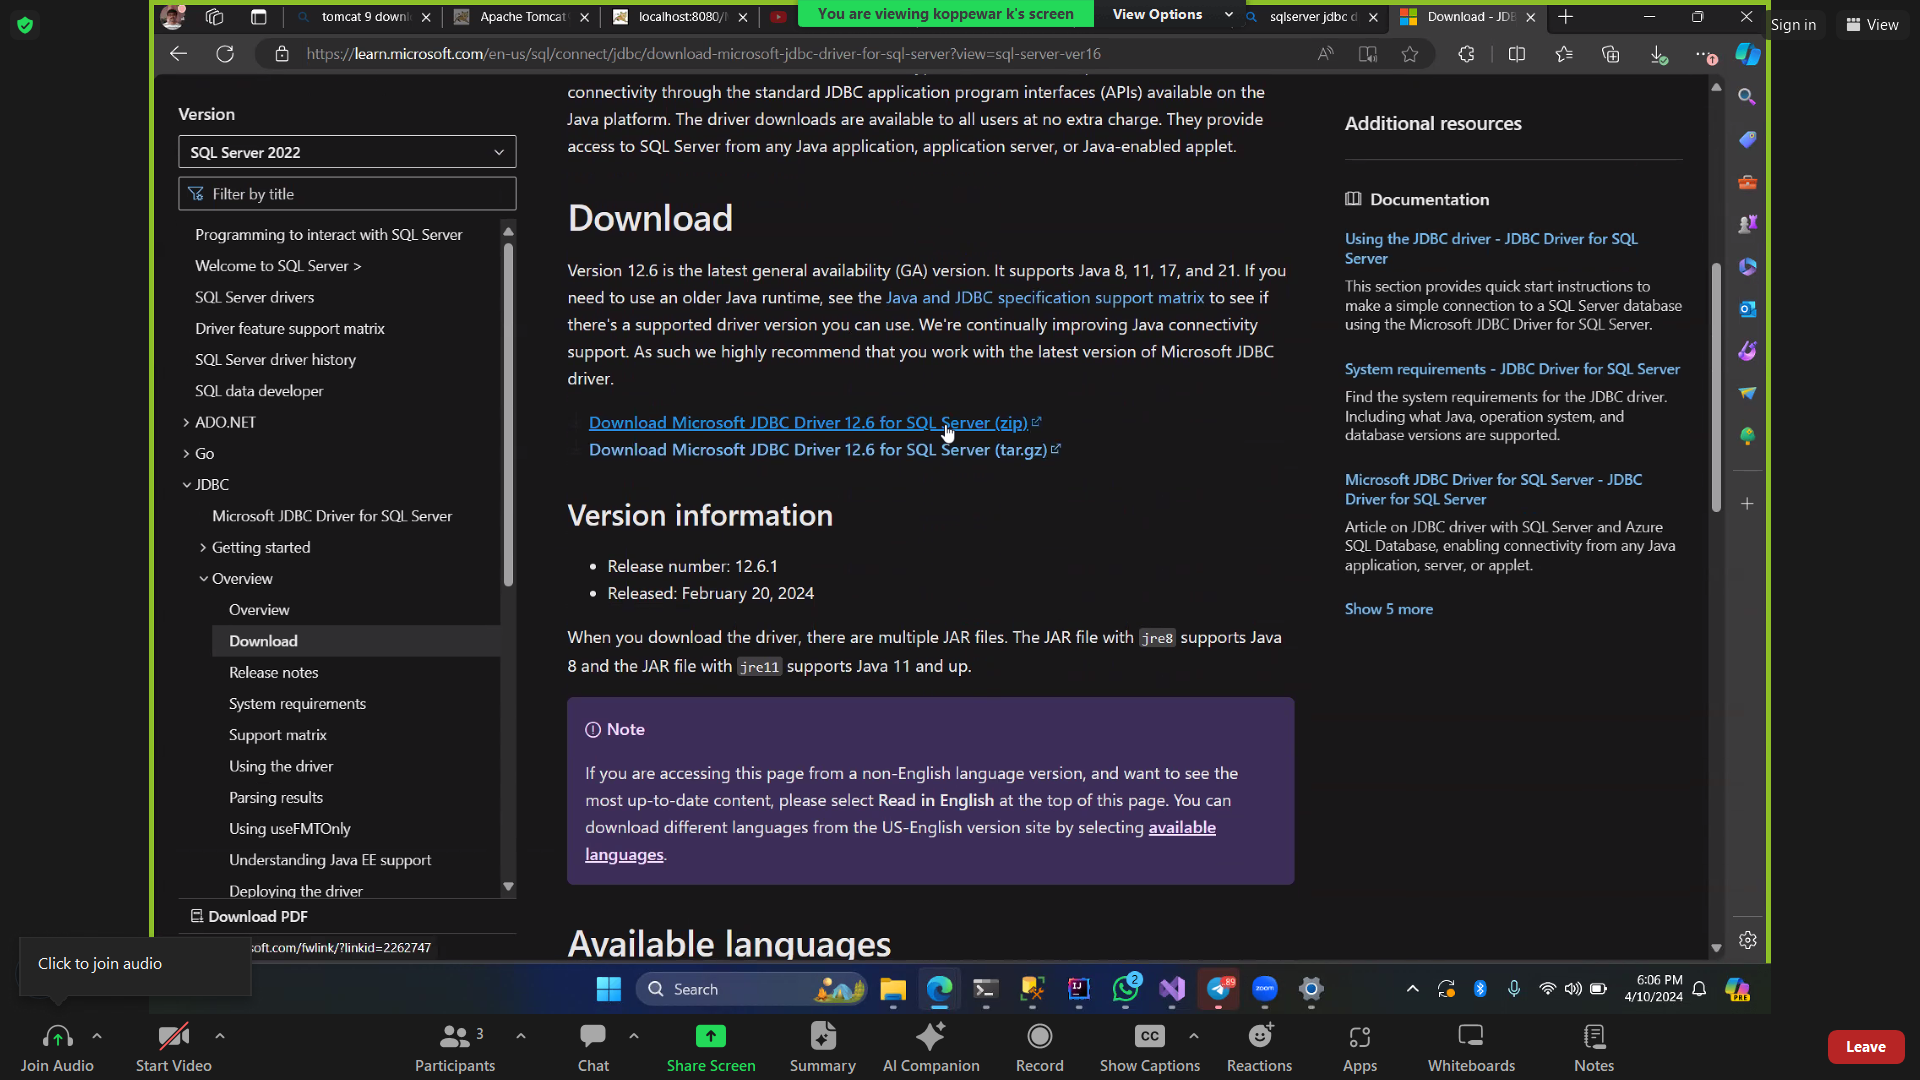 tomcat 9 downl
Apache Tomcat
localhost:8080/
You are viewing koppewar k's screen
View Options
sqlserver jdbc d
Download - JDB
Sign in
View
https://learn.microsoft.com/en-us/sql/connect/jdbc/download-microsoft-jdbc-driver-for-sql-server?view=sql-server-ver16
Version
SQL Server 2022
Filter by title
Programming to interact with SQL Server
Welcome to SQL Server >
SQL Server drivers
Driver feature support matrix
SQL Server driver history
SQL data developer
ADO.NET
Go
JDBC
Microsoft JDBC Driver for SQL Server
Getting started
Overview
Overview
Download
Release notes
System requirements
Support matrix
Using the driver
Parsing results
Using useFMTOnly
Understanding Java EE support
Deploying the driver
Download PDF
soft.com/fwlink/?linkid=2262747
connectivity through the standard JDBC application program interfaces (APIs) available on the
Java platform. The driver downloads are available to all users at no extra charge. They provide
access to SQL Server from any Java application, application server, or Java-enabled applet.
Download
Version 12.6 is the latest general availability (GA) version. It supports Java 8, 11, 17, and 21. If you
need to use an older Java runtime, see the Java and JDBC specification support matrix to see if
there's a supported driver version you can use. We're continually improving Java connectivity
support. As such we highly recommend that you work with the latest version of Microsoft JDBC
driver.
Download Microsoft JDBC Driver 12.6 for SQL Server (zip)
Download Microsoft JDBC Driver 12.6 for SQL Server (tar.gz)
Version information
• Release number: 12.6.1
• Released: February 20, 2024
When you download the driver, there are multiple JAR files. The JAR file with jre8 supports Java
8 and the JAR file with jre11 supports Java 11 and up.
Note
If you are accessing this page from a non-English language version, and want to see the
most up-to-date content, please select Read in English at the top of this page. You can
download different languages from the US-English version site by selecting available
languages.
Available languages
Additional resources
Documentation
Using the JDBC driver - JDBC Driver for SQL
Server
This section provides quick start instructions to
make a simple connection to a SQL Server database
using the Microsoft JDBC Driver for SQL Server.
System requirements - JDBC Driver for SQL Server
Find the system requirements for the JDBC driver.
Including what Java, operation system, and
database versions are supported.
Microsoft JDBC Driver for SQL Server - JDBC
Driver for SQL Server
Article on JDBC driver with SQL Server and Azure
SQL Database, enabling connectivity from any Java
application, server, or applet.
Show 5 more
Click to join audio
Search
2
89
zoom
6:06 PM
4/10/2024
PRE
Join Audio
Start Video
Participants
3
Chat
Share Screen
Summary
AI Companion
Record
CC
Show Captions
Reactions
Apps
Whiteboards
Notes
Leave